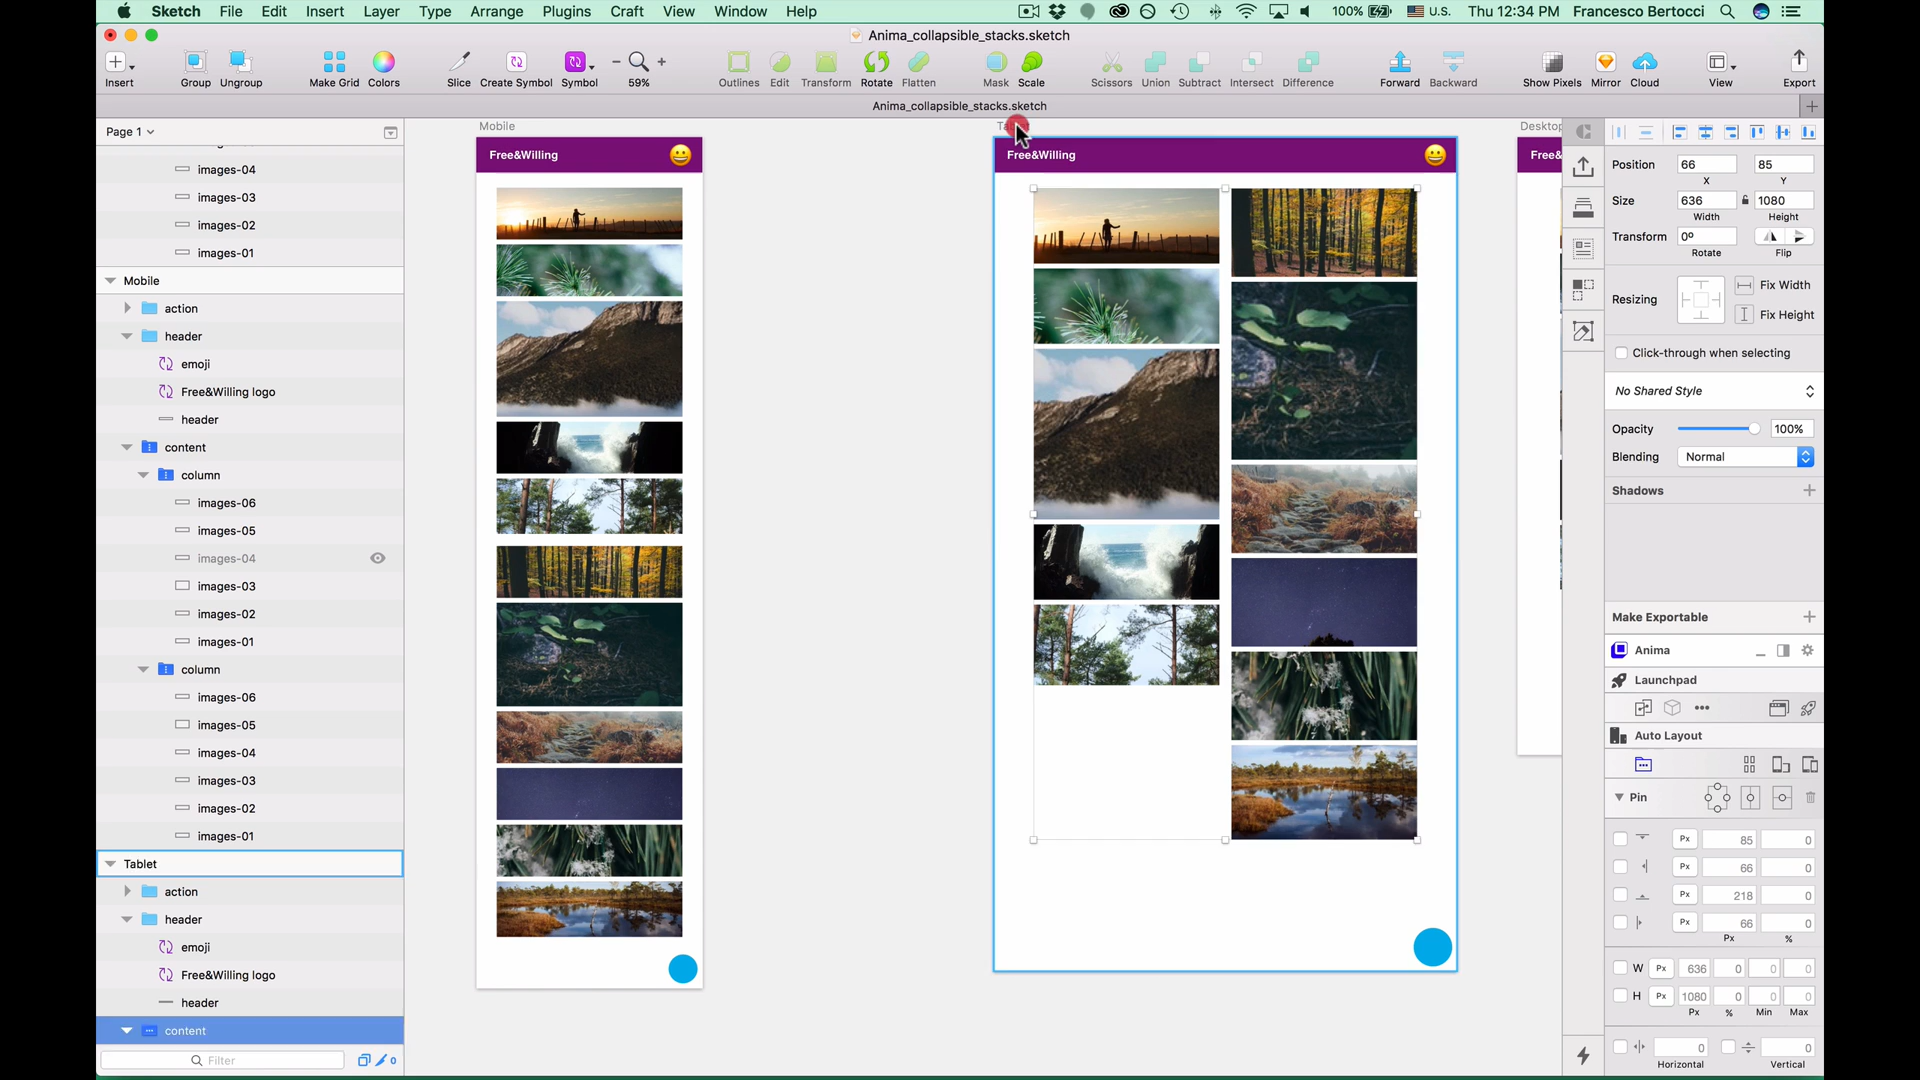 Sketch File Edit Insert Layer Type Arrange Plugins Craft View Window Help 100% U.S. Thu 12:34 PM Francesco Bertocci
Anima_collapsible_stacks.sketch
Insert Group Ungroup Make Grid Colors Slice Create Symbol Symbol 59% Outlines Edit Transform Rotate Flatten Mask Scale Scissors Union Subtract Intersect Difference Forward Backward Show Pixels Mirror Cloud View Export
Anima_collapsible_stacks.sketch
Page 1
images-04
images-03
images-02
images-01
Mobile
action
header
emoji
Free&Willing logo
header
content
column
images-06
images-05
images-04
images-03
images-02
images-01
column
images-06
images-05
images-04
images-03
images-02
images-01
Tablet
action
header
emoji
Free&Willing logo
header
content
Filter
0
Mobile
Free&Willing
Free&Willing
Desktop
Free&
Position 66 85
X Y
Size 636 1080
Width Height
Transform 0º
Rotate Flip
Resizing Fix Width
Fix Height
Click-through when selecting
No Shared Style
Opacity 100%
Blending Normal
Shadows
Make Exportable
Anima
Launchpad
Auto Layout
Pin
Px 85 0
Px 66 0
Px 218 0
Px 66 0
Px %
W Px 636 0 0 0
H Px 1080 0 0 0
Px % Min Max
0 0
Horizontal Vertical